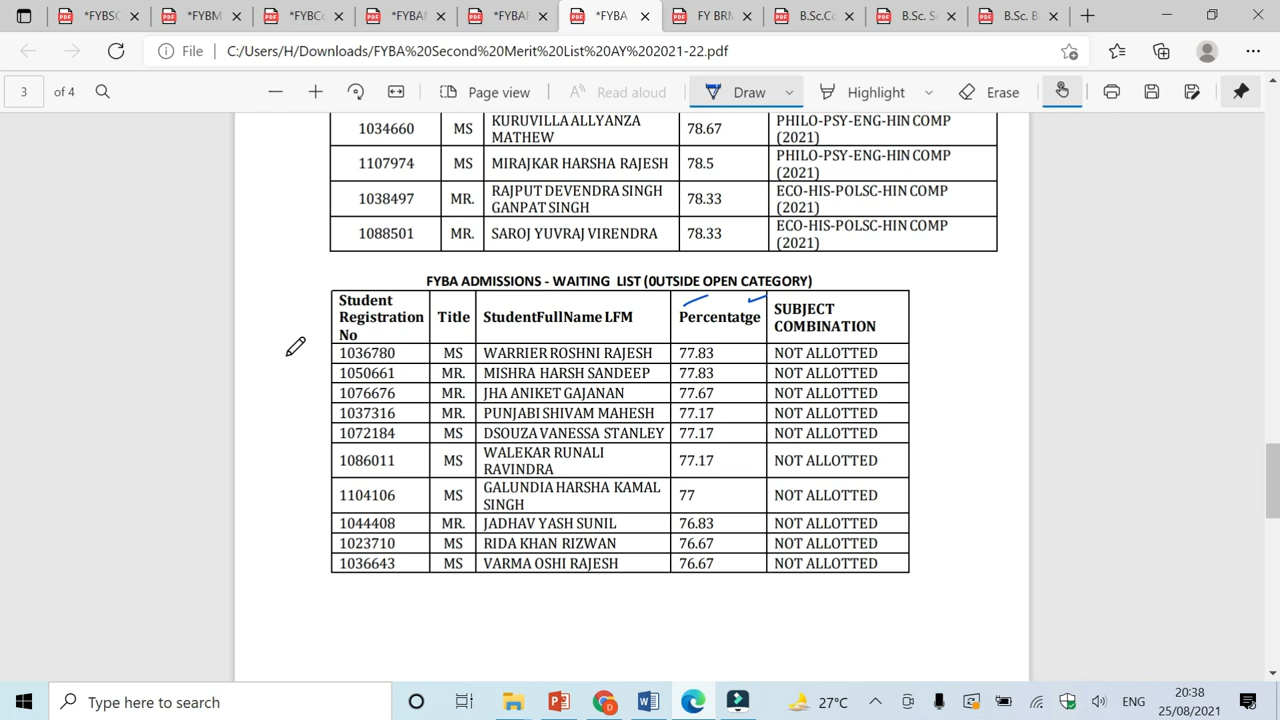 *FYBSC
*FYBM
*FYBCo
*FYBAI
*FYBAF
*FYBA
FY BRM
B.Sc.Co
B.Sc. S
B.Sc. B
File C:/Users/H/Downloads/FYBA%20Second%20Merit%20List%20AY%202021-22.pdf
3 of 4 Page view Read aloud Draw Highlight Erase
1034660 MS KURUVILLA ALLYANZA MATHEW 78.67 PHILO-PSY-ENG-HIN COMP (2021)
1107974 MS MIRAJKAR HARSHA RAJESH 78.5 PHILO-PSY-ENG-HIN COMP (2021)
1038497 MR. RAJPUT DEVENDRA SINGH GANPAT SINGH 78.33 ECO-HIS-POLSC-HIN COMP (2021)
1088501 MR. SAROJ YUVRAJ VIRENDRA 78.33 ECO-HIS-POLSC-HIN COMP (2021)
FYBA ADMISSIONS - WAITING LIST (0UTSIDE OPEN CATEGORY)
Student Registration No Title StudentFullName LFM Percentatge SUBJECT COMBINATION
1036780 MS WARRIER ROSHNI RAJESH 77.83 NOT ALLOTTED
1050661 MR. MISHRA HARSH SANDEEP 77.83 NOT ALLOTTED
1076676 MR. JHA ANIKET GAJANAN 77.67 NOT ALLOTTED
1037316 MR. PUNJABI SHIVAM MAHESH 77.17 NOT ALLOTTED
1072184 MS DSOUZA VANESSA STANLEY 77.17 NOT ALLOTTED
1086011 MS WALEKAR RUNALI RAVINDRA 77.17 NOT ALLOTTED
1104106 MS GALUNDIA HARSHA KAMAL SINGH 77 NOT ALLOTTED
1044408 MR. JADHAV YASH SUNIL 76.83 NOT ALLOTTED
1023710 MS RIDA KHAN RIZWAN 76.67 NOT ALLOTTED
1036643 MS VARMA OSHI RAJESH 76.67 NOT ALLOTTED
Type here to search 27°C ENG 20:38
25/08/2021